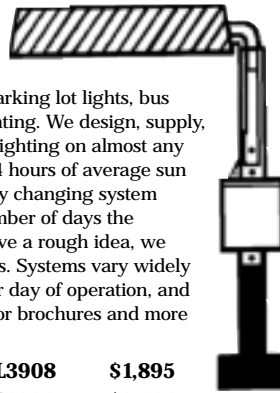 arking lot lights, bus
ting. We design, supply,
ighting on almost any
4 hours of average sun
y changing system
mber of days the
ve a rough idea, we
s. Systems vary widely
r day of operation, and
or brochures and more
L3908 $1,895